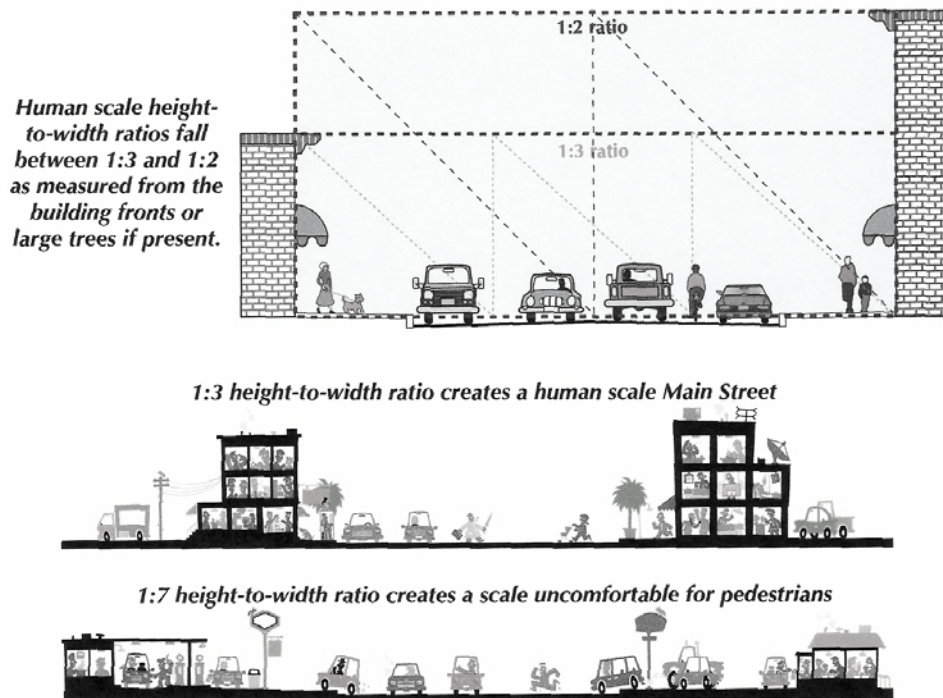 1:2 ratio
Human scale height-
to-width ratios fall
between 1:3 and 1:2
as measured from the
building fronts or
large trees if present.
1:3 ratio
1:3 height-to-width ratio creates a human scale Main Street
1:7 height-to-width ratio creates a scale uncomfortable for pedestrians